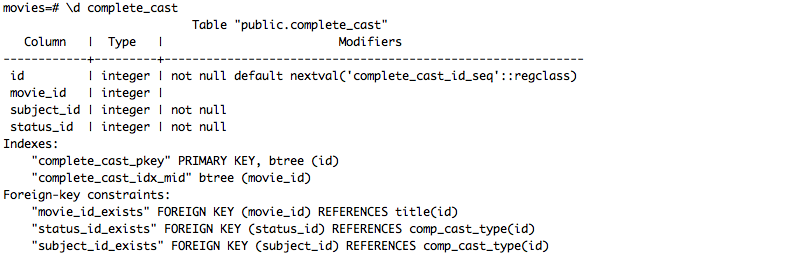 movies=# \d complete_cast
                         Table "public.complete_cast"
   Column   |  Type   |                         Modifiers
------------+---------+------------------------------------------------------------
 id         | integer | not null default nextval('complete_cast_id_seq'::regclass)
 movie_id   | integer |
 subject_id | integer | not null
 status_id  | integer | not null
Indexes:
    "complete_cast_pkey" PRIMARY KEY, btree (id)
    "complete_cast_idx_mid" btree (movie_id)
Foreign-key constraints:
    "movie_id_exists" FOREIGN KEY (movie_id) REFERENCES title(id)
    "status_id_exists" FOREIGN KEY (status_id) REFERENCES comp_cast_type(id)
    "subject_id_exists" FOREIGN KEY (subject_id) REFERENCES comp_cast_type(id)